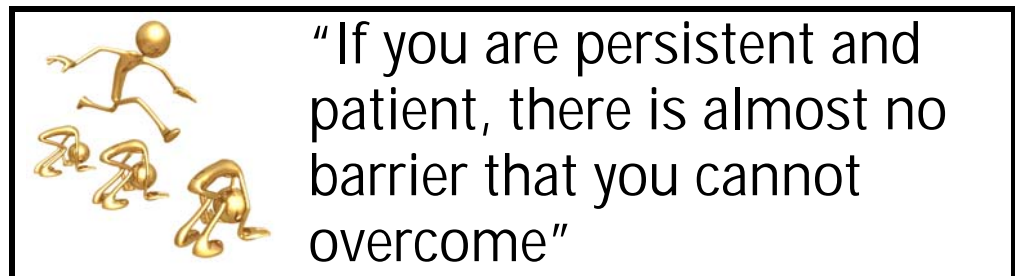 "If you are persistent and
patient, there is almost no
barrier that you cannot
overcome"